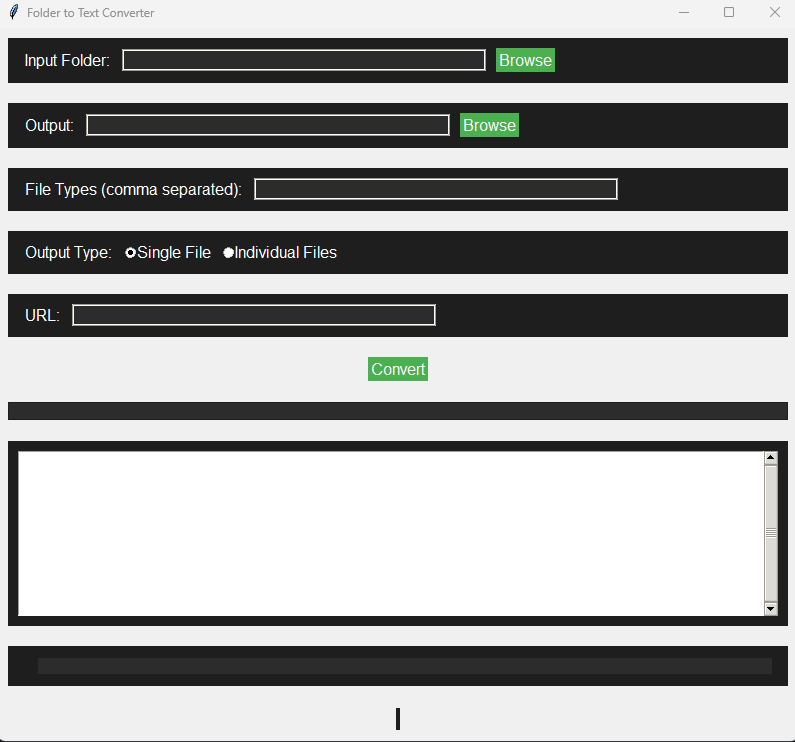 Folder to Text Converter
Input Folder: Browse
Output: Browse
File Types (comma separated):
Output Type: Single File Individual Files
URL:
Convert